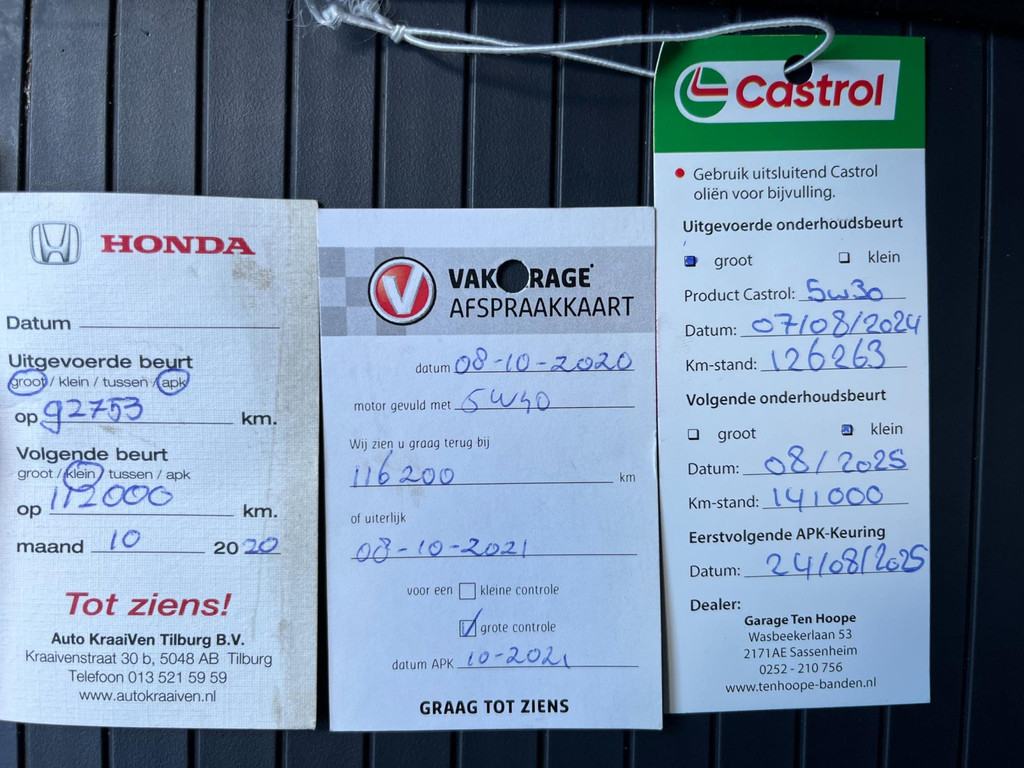 HONDA
Datum
Uitgevoerde beurt
groot / klein / tussen / apk
op 92753 km.
Volgende beurt
groot / klein / tussen / apk
op 112000 km.
maand 10 2020
Tot ziens!
Auto KraaiVen Tilburg B.V.
Kraaivenstraat 30 b, 5048 AB Tilburg
Telefoon 013 521 59 59
www.autokraaiven.nl
V
VAK RAGE
AFSPRAAKKAART
datum 08-10-2020
motor gevuld met 5W40
Wij zien u graag terug bij
116200 km
of uiterlijk
08-10-2021
voor een kleine controle
grote controle
datum APK 10-2021
GRAAG TOT ZIENS
Castrol
Gebruik uitsluitend Castrol
oliën voor bijvulling.
Uitgevoerde onderhoudsbeurt
groot klein
Product Castrol: 5w30
Datum: 07/08/2024
Km-stand: 126263
Volgende onderhoudsbeurt
groot klein
Datum: 08/2025
Km-stand: 141000
Eerstvolgende APK-Keuring
Datum: 24/08/2025
Dealer:
Garage Ten Hoope
Wasbeekerlaan 53
2171AE Sassenheim
0252 - 210 756
www.tenhoope-banden.nl